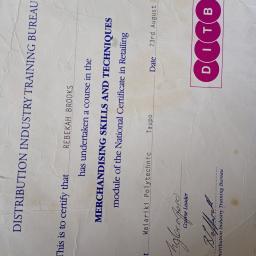 DISTRIBUTION INDUSTRY TRAINING BUREAU
This is to certify that
REBEKAH BROOKS
has undertaken a course in the
MERCHANDISING SKILLS AND TECHNIQUES
module of the National Certificate in Retailing
Waiariki Polytechnic Taupo Date 23rd August
Course Leader
Distribution Industry Training Bureau
DITB